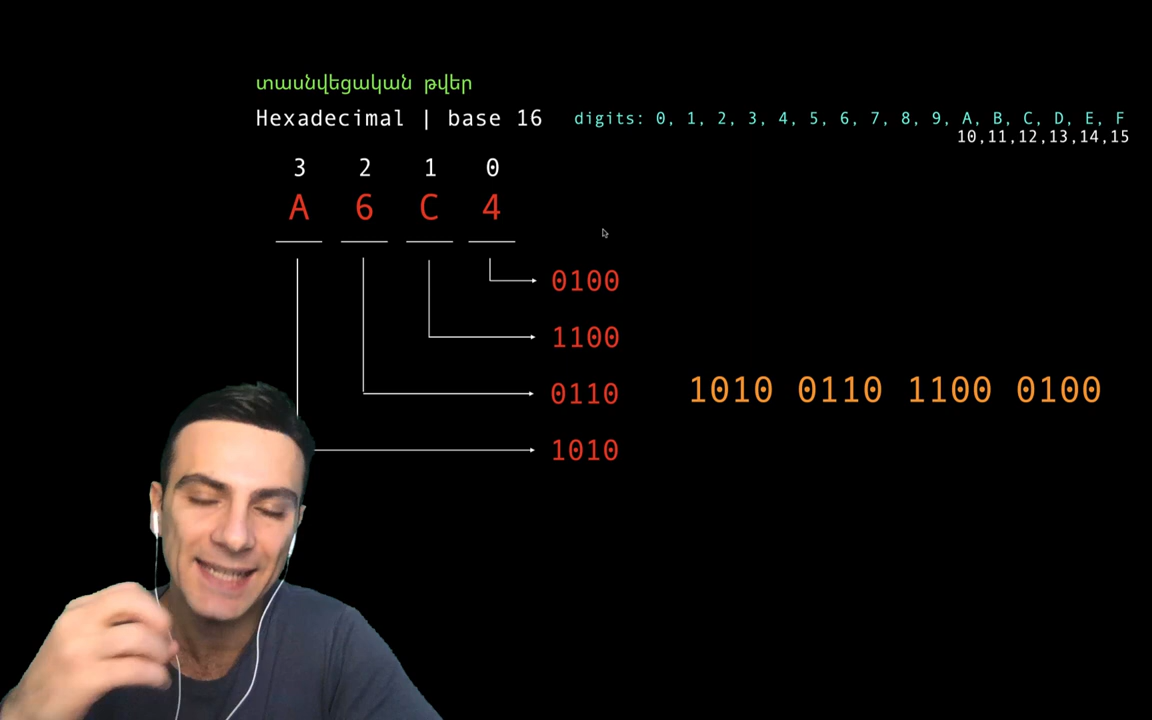 տասնվեցական թվեր
Hexadecimal | base 16 digits: 0, 1, 2, 3, 4, 5, 6, 7, 8, 9, A, B, C, D, E, F
10,11,12,13,14,15
3 2 1 0
A 6 C 4
0100
1100
0110 1010 0110 1100 0100
1010